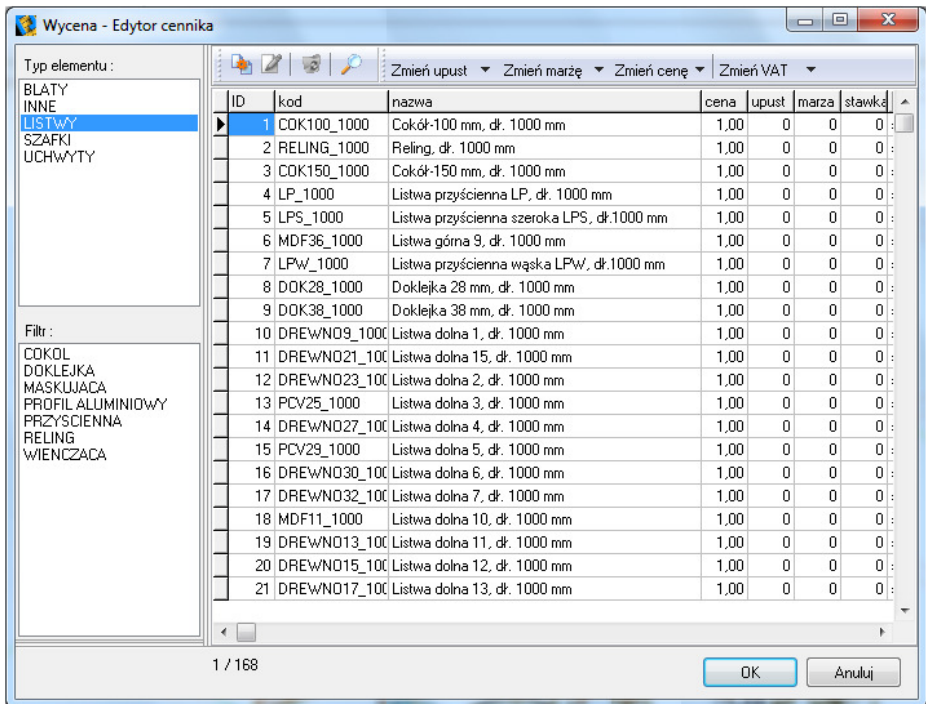 Wycena - Edytor cennika
Typ elementu :
BLATY
INNE
LISTWY
SZAFKI
UCHWYTY
Filtr :
COKOL
DOKLEJKA
MASKUJACA
PROFIL ALUMINIOWY
PRZYSCIENNA
RELING
WIENCZACA
Zmień upust Zmień marżę Zmień cenę Zmień VAT
ID kod nazwa cena upust marza stawka
1 COK100_1000 Cokół-100 mm, dł. 1000 mm 1,00 0 0 0
2 RELING_1000 Reling, dł. 1000 mm 1,00 0 0 0
3 COK150_1000 Cokół-150 mm, dł. 1000 mm 1,00 0 0 0
4 LP_1000 Listwa przyścienna LP, dł. 1000 mm 1,00 0 0 0
5 LPS_1000 Listwa przyścienna szeroka LPS, dł.1000 mm 1,00 0 0 0
6 MDF36_1000 Listwa górna 9, dł. 1000 mm 1,00 0 0 0
7 LPW_1000 Listwa przyścienna wąska LPW, dł.1000 mm 1,00 0 0 0
8 DOK28_1000 Doklejka 28 mm, dł. 1000 mm 1,00 0 0 0
9 DOK38_1000 Doklejka 38 mm, dł. 1000 mm 1,00 0 0 0
10 DREWNO9_1000 Listwa dolna 1, dł. 1000 mm 1,00 0 0 0
11 DREWNO21_100 Listwa dolna 15, dł. 1000 mm 1,00 0 0 0
12 DREWNO23_100 Listwa dolna 2, dł. 1000 mm 1,00 0 0 0
13 PCV25_1000 Listwa dolna 3, dł. 1000 mm 1,00 0 0 0
14 DREWNO27_100 Listwa dolna 4, dł. 1000 mm 1,00 0 0 0
15 PCV29_1000 Listwa dolna 5, dł. 1000 mm 1,00 0 0 0
16 DREWNO30_100 Listwa dolna 6, dł. 1000 mm 1,00 0 0 0
17 DREWNO32_100 Listwa dolna 7, dł. 1000 mm 1,00 0 0 0
18 MDF11_1000 Listwa dolna 10, dł. 1000 mm 1,00 0 0 0
19 DREWNO13_100 Listwa dolna 11, dł. 1000 mm 1,00 0 0 0
20 DREWNO15_100 Listwa dolna 12, dł. 1000 mm 1,00 0 0 0
21 DREWNO17_100 Listwa dolna 13, dł. 1000 mm 1,00 0 0 0
1 / 168
OK Anuluj